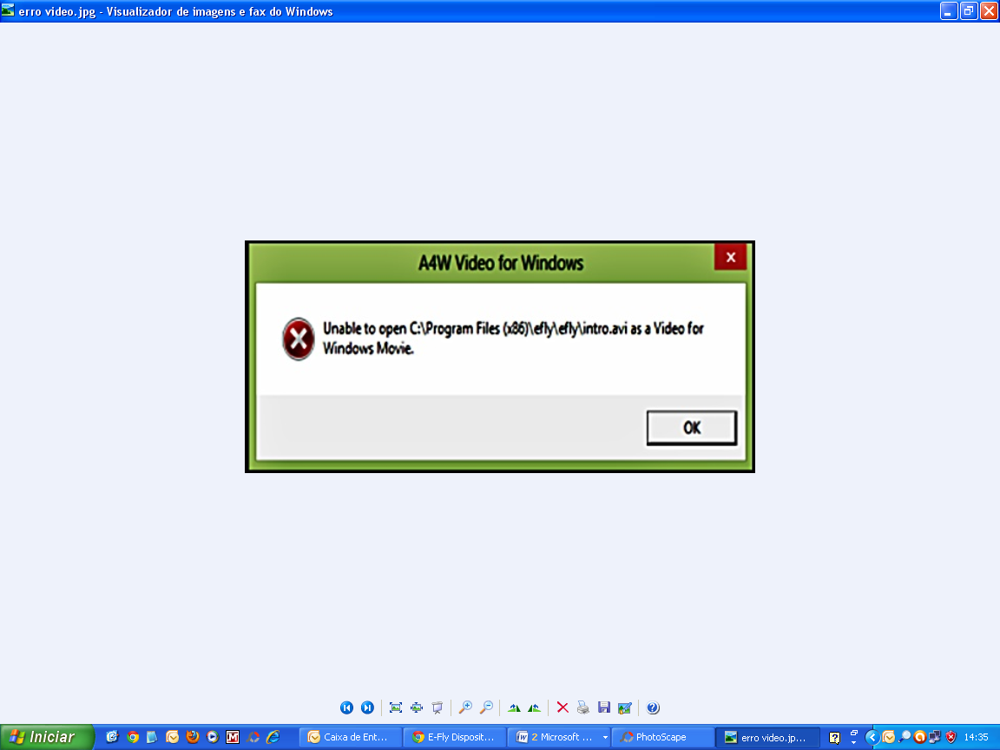 erro video.jpg - Visualizador de imagens e fax do Windows
A4W Video for Windows
x
Unable to open C:\Program Files (x86)\efly\efly\intro.avi as a Video for
Windows Movie.
OK
Iniciar
Caixa de Ent...
E-Fly Disposit...
2 Microsoft ...
PhotoScape
erro video.jp...
14:35